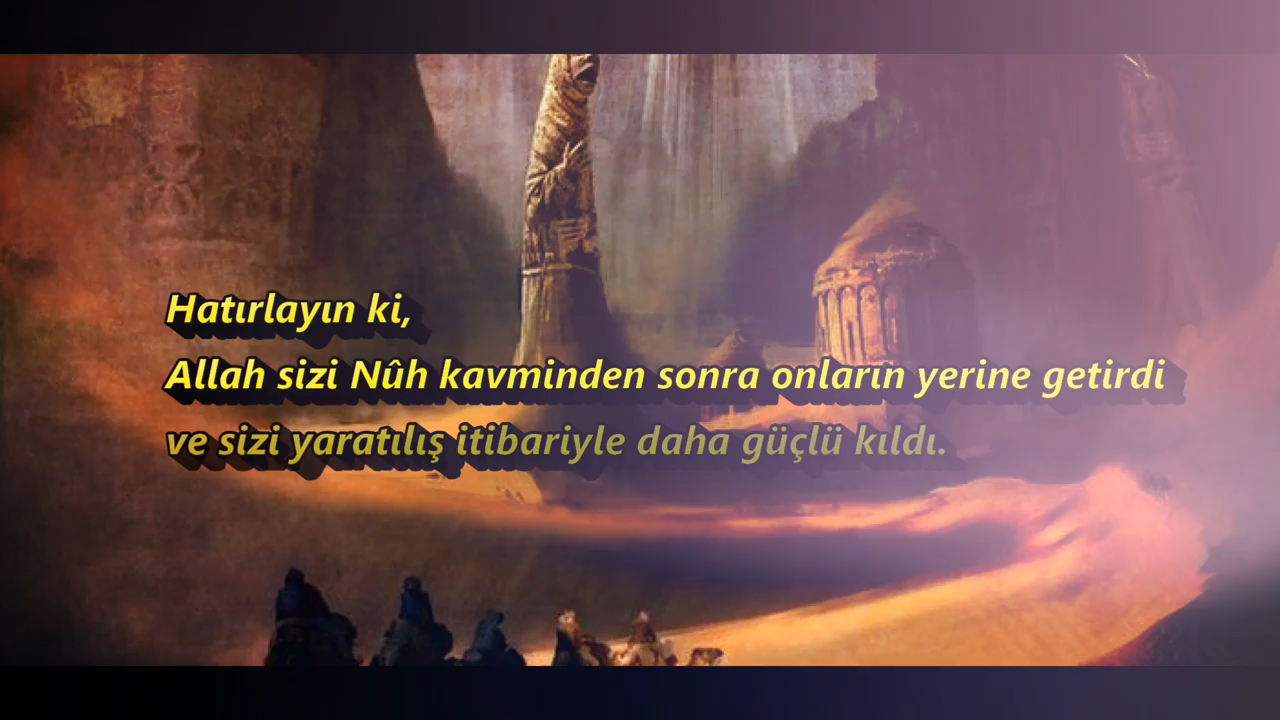 Hatırlayın ki,
Allah sizi Nûh kavminden sonra onların yerine getirdi
ve sizi yaratılış itibariyle daha güçlü kıldı.